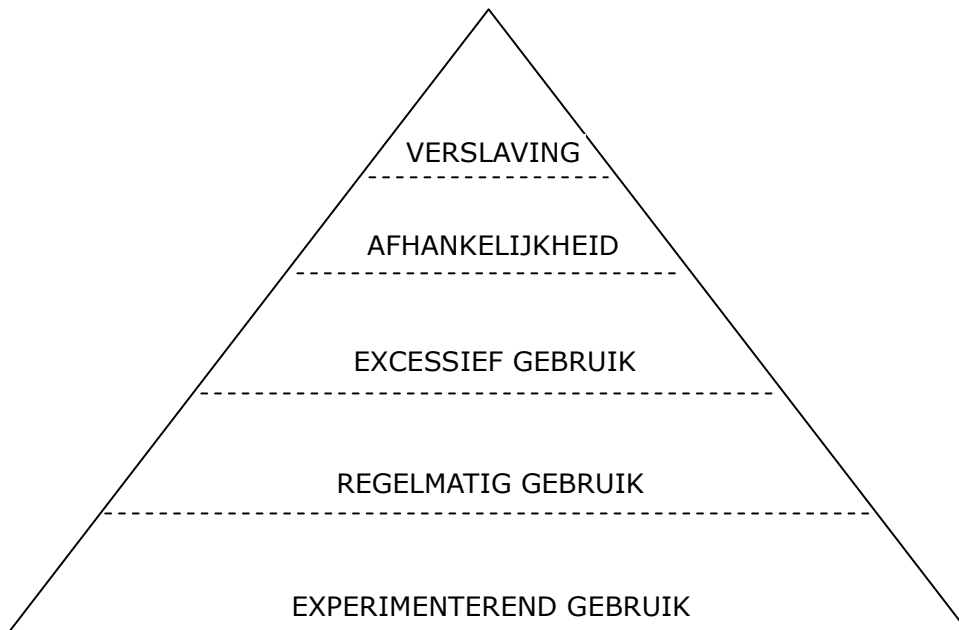 VERSLAVING
AFHANKELIJKHEID
EXCESSIEF GEBRUIK
REGELMATIG GEBRUIK
EXPERIMENTEREND GEBRUIK